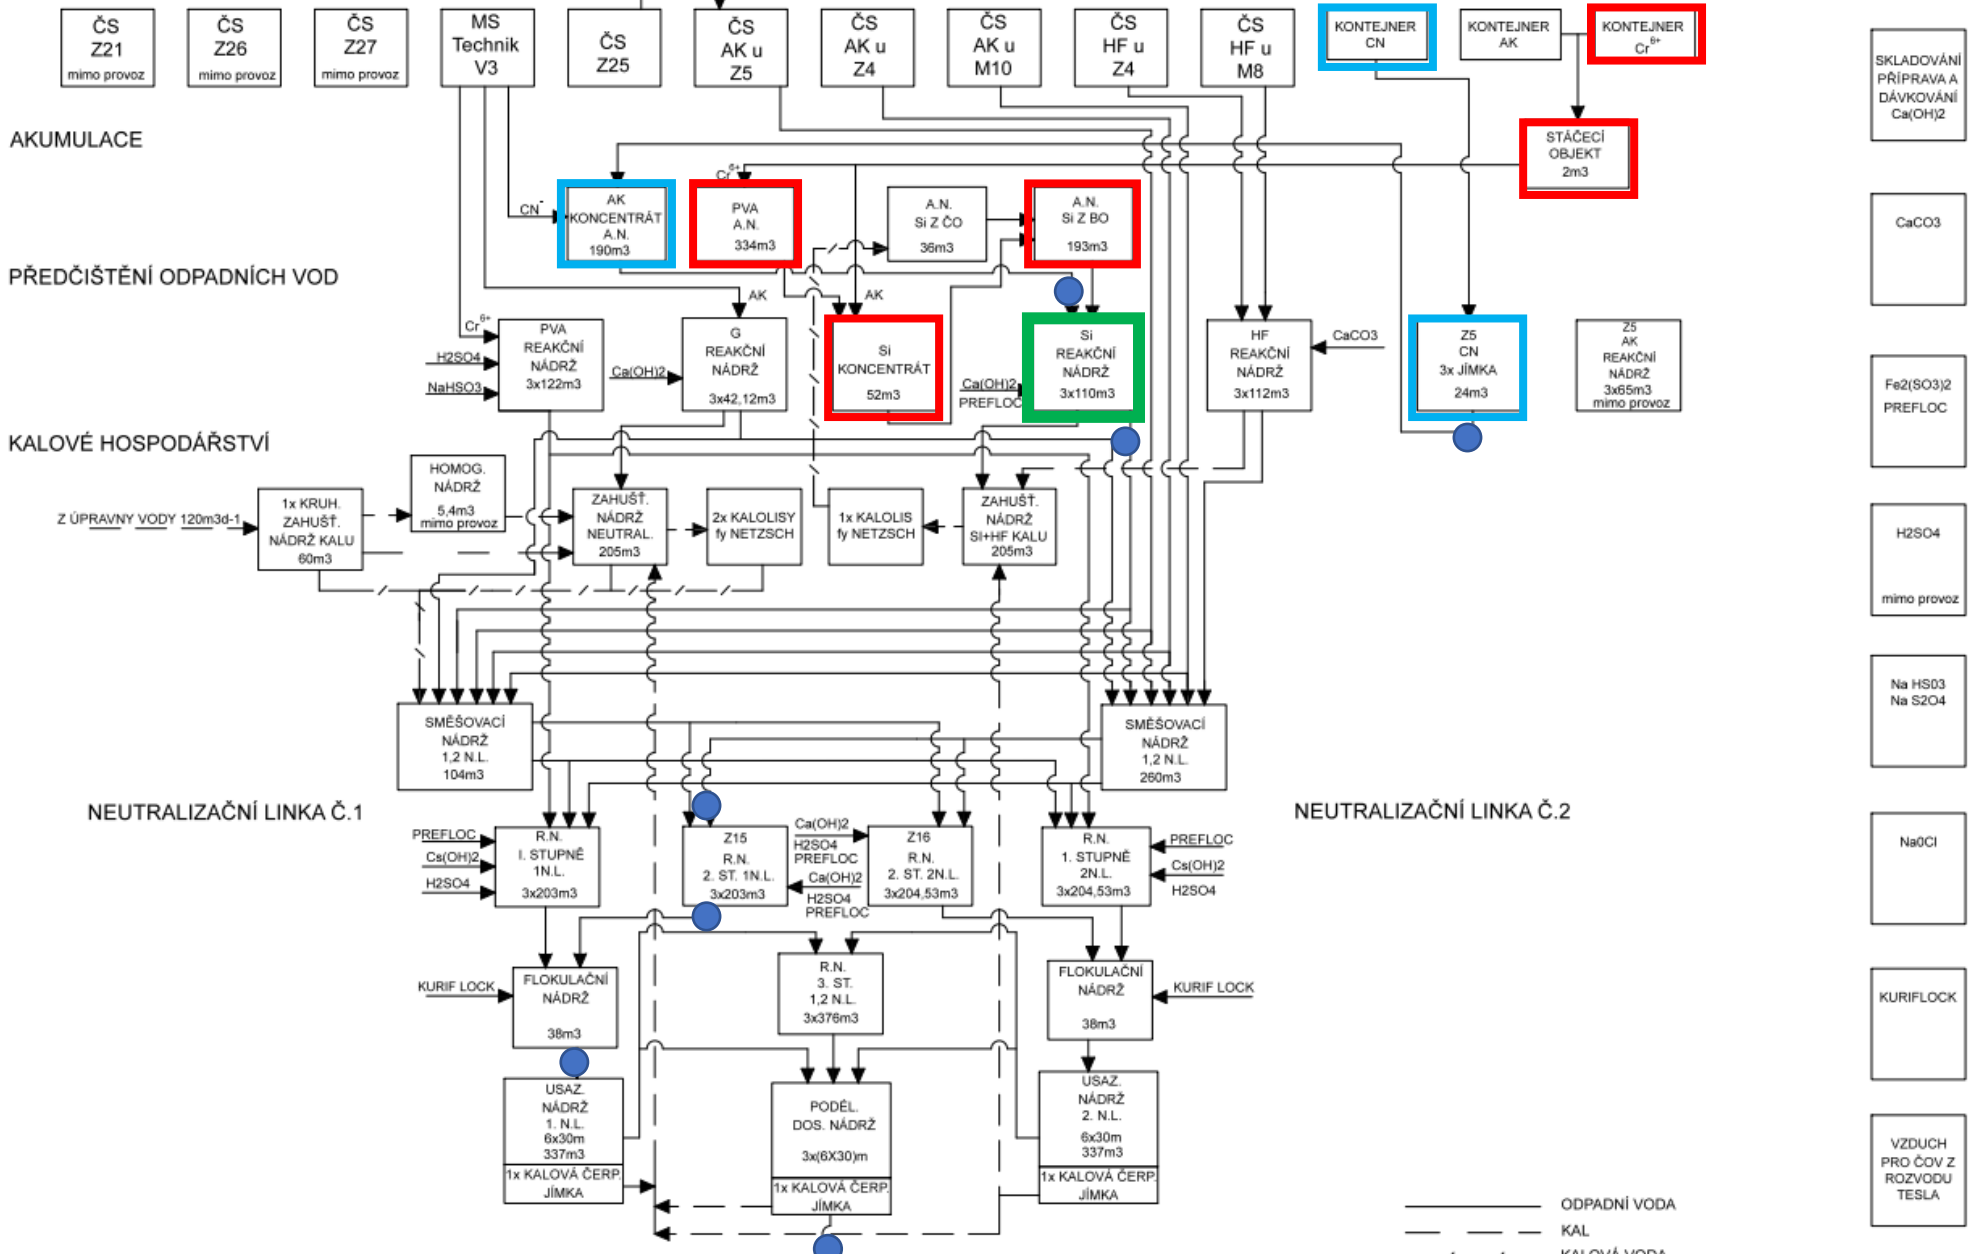 ČS
Z21
mimo provoz
ČS
Z26
mimo provoz
ČS
Z27
mimo provoz
MS
Technik
V3
ČS
Z25
ČS
AK u
Z5
ČS
AK u
Z4
ČS
AK u
M10
ČS
HF u
Z4
ČS
HF u
M8
KONTEJNER
CN
KONTEJNER
AK
KONTEJNER
Cr6+
SKLADOVÁNÍ
PŘÍPRAVA A
DÁVKOVÁNÍ
Ca(OH)2
AKUMULACE
STÁČECÍ
OBJEKT
2m3
Cr6+
CN-
AK
KONCENTRÁT
A.N.
190m3
PVA
A.N.
334m3
A.N.
Si Z ČO
36m3
A.N.
Si Z BO
193m3
CaCO3
PŘEDČIŠTĚNÍ ODPADNÍCH VOD
AK
AK
Cr6+
H2SO4
NaHSO3
PVA
REAKČNÍ
NÁDRŽ
3x122m3
Ca(OH)2
G
REAKČNÍ
NÁDRŽ
3x42,12m3
Si
KONCENTRÁT
52m3
Ca(OH)2
PREFLOC
Si
REAKČNÍ
NÁDRŽ
3x110m3
HF
REAKČNÍ
NÁDRŽ
3x112m3
CaCO3
Z5
CN
3x JÍMKA
24m3
Z5
AK
REAKČNÍ
NÁDRŽ
3x65m3
mimo provoz
Fe2(SO3)2
PREFLOC
KALOVÉ HOSPODÁŘSTVÍ
Z ÚPRAVNY VODY 120m3d-1
1x KRUH.
ZAHUŠŤ.
NÁDRŽ KALU
60m3
HOMOG.
NÁDRŽ
5,4m3
mimo provoz
ZAHUŠŤ.
NÁDRŽ
NEUTRAL.
205m3
2x KALOLISY
fy NETZSCH
1x KALOLIS
fy NETZSCH
ZAHUŠŤ.
NÁDRŽ
SI+HF KALU
205m3
H2SO4
mimo provoz
Na HS03
Na S2O4
SMĚŠOVACÍ
NÁDRŽ
1,2 N.L.
104m3
SMĚŠOVACÍ
NÁDRŽ
1,2 N.L.
260m3
NEUTRALIZAČNÍ LINKA Č.1
NEUTRALIZAČNÍ LINKA Č.2
PREFLOC
Cs(OH)2
H2SO4
R.N.
I. STUPNĚ
1N.L.
3x203m3
Z15
R.N.
2. ST. 1N.L.
3x203m3
Ca(OH)2
H2SO4
PREFLOC
Ca(OH)2
H2SO4
PREFLOC
Z16
R.N.
2. ST. 2N.L.
3x204,53m3
R.N.
1. STUPNĚ
2N.L.
3x204,53m3
PREFLOC
Cs(OH)2
H2SO4
Na0Cl
KURIF LOCK
FLOKULAČNÍ
NÁDRŽ
38m3
R.N.
3. ST.
1,2 N.L.
3x376m3
FLOKULAČNÍ
NÁDRŽ
38m3
KURIF LOCK
KURIFLOCK
USAZ.
NÁDRŽ
1. N.L.
6x30m
337m3
1x KALOVÁ ČERP.
JÍMKA
PODÉL.
DOS. NÁDRŽ
3x(6X30)m
1x KALOVÁ ČERP.
JÍMKA
USAZ.
NÁDRŽ
2. N.L.
6x30m
337m3
1x KALOVÁ ČERP.
JÍMKA
VZDUCH
PRO ČOV Z
ROZVODU
TESLA
ODPADNÍ VODA
KAL
KALOVÁ VODA